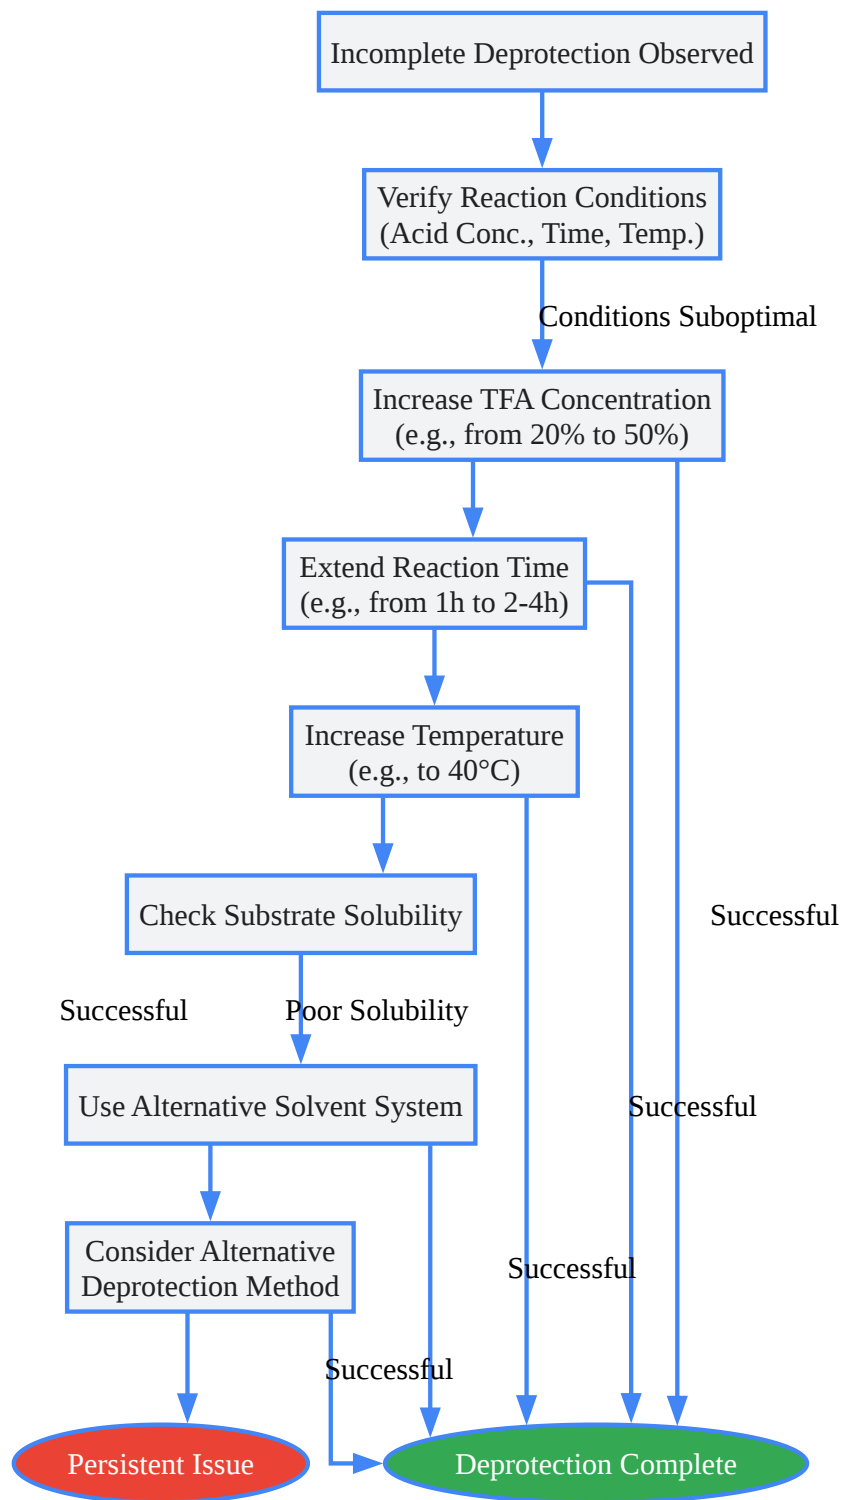 Incomplete Deprotection Observed
Verify Reaction Conditions
(Acid Conc., Time, Temp.)
Conditions Suboptimal
Increase TFA Concentration
(e.g., from 20% to 50%)
Extend Reaction Time
(e.g., from 1h to 2-4h)
Increase Temperature
(e.g., to 40°C)
Check Substrate Solubility
Successful
Successful
Poor Solubility
Use Alternative Solvent System
Successful
Consider Alternative
Deprotection Method
Successful
Successful
Persistent Issue
Deprotection Complete